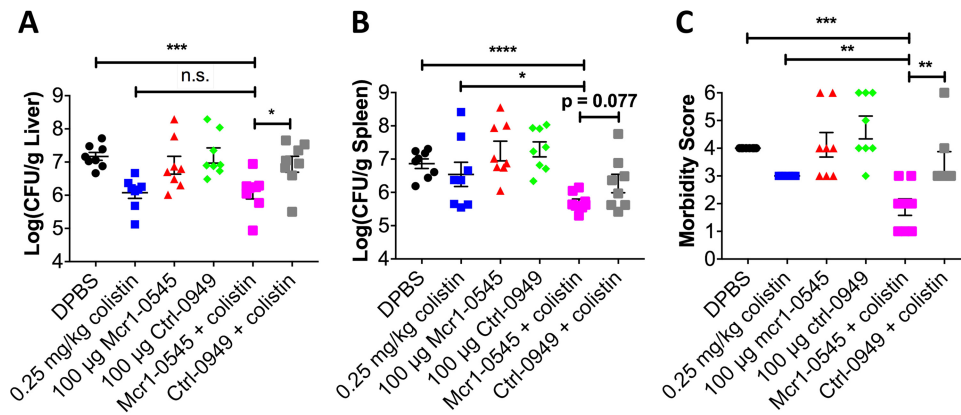 A
***
n.s.
*
Log(CFU/g Liver)
9
8
7
6
5
4
DPBS
0.25 mg/kg colistin
100 µg Mcr1-0545
100 µg Ctrl-0949
Mcr1-0545 + colistin
Ctrl-0949 + colistin
B
****
*
p = 0.077
Log(CFU/g Spleen)
9
8
7
6
5
4
DPBS
0.25 mg/kg colistin
100 µg Mcr1-0545
100 µg Ctrl-0949
Mcr1-0545 + colistin
Ctrl-0949 + colistin
C
***
**
**
Morbidity Score
6
5
4
3
2
1
0
DPBS
0.25 mg/kg colistin
100 µg mcr1-0545
100 µg ctrl-0949
Mcr1-0545 + colistin
Ctrl-0949 + colistin